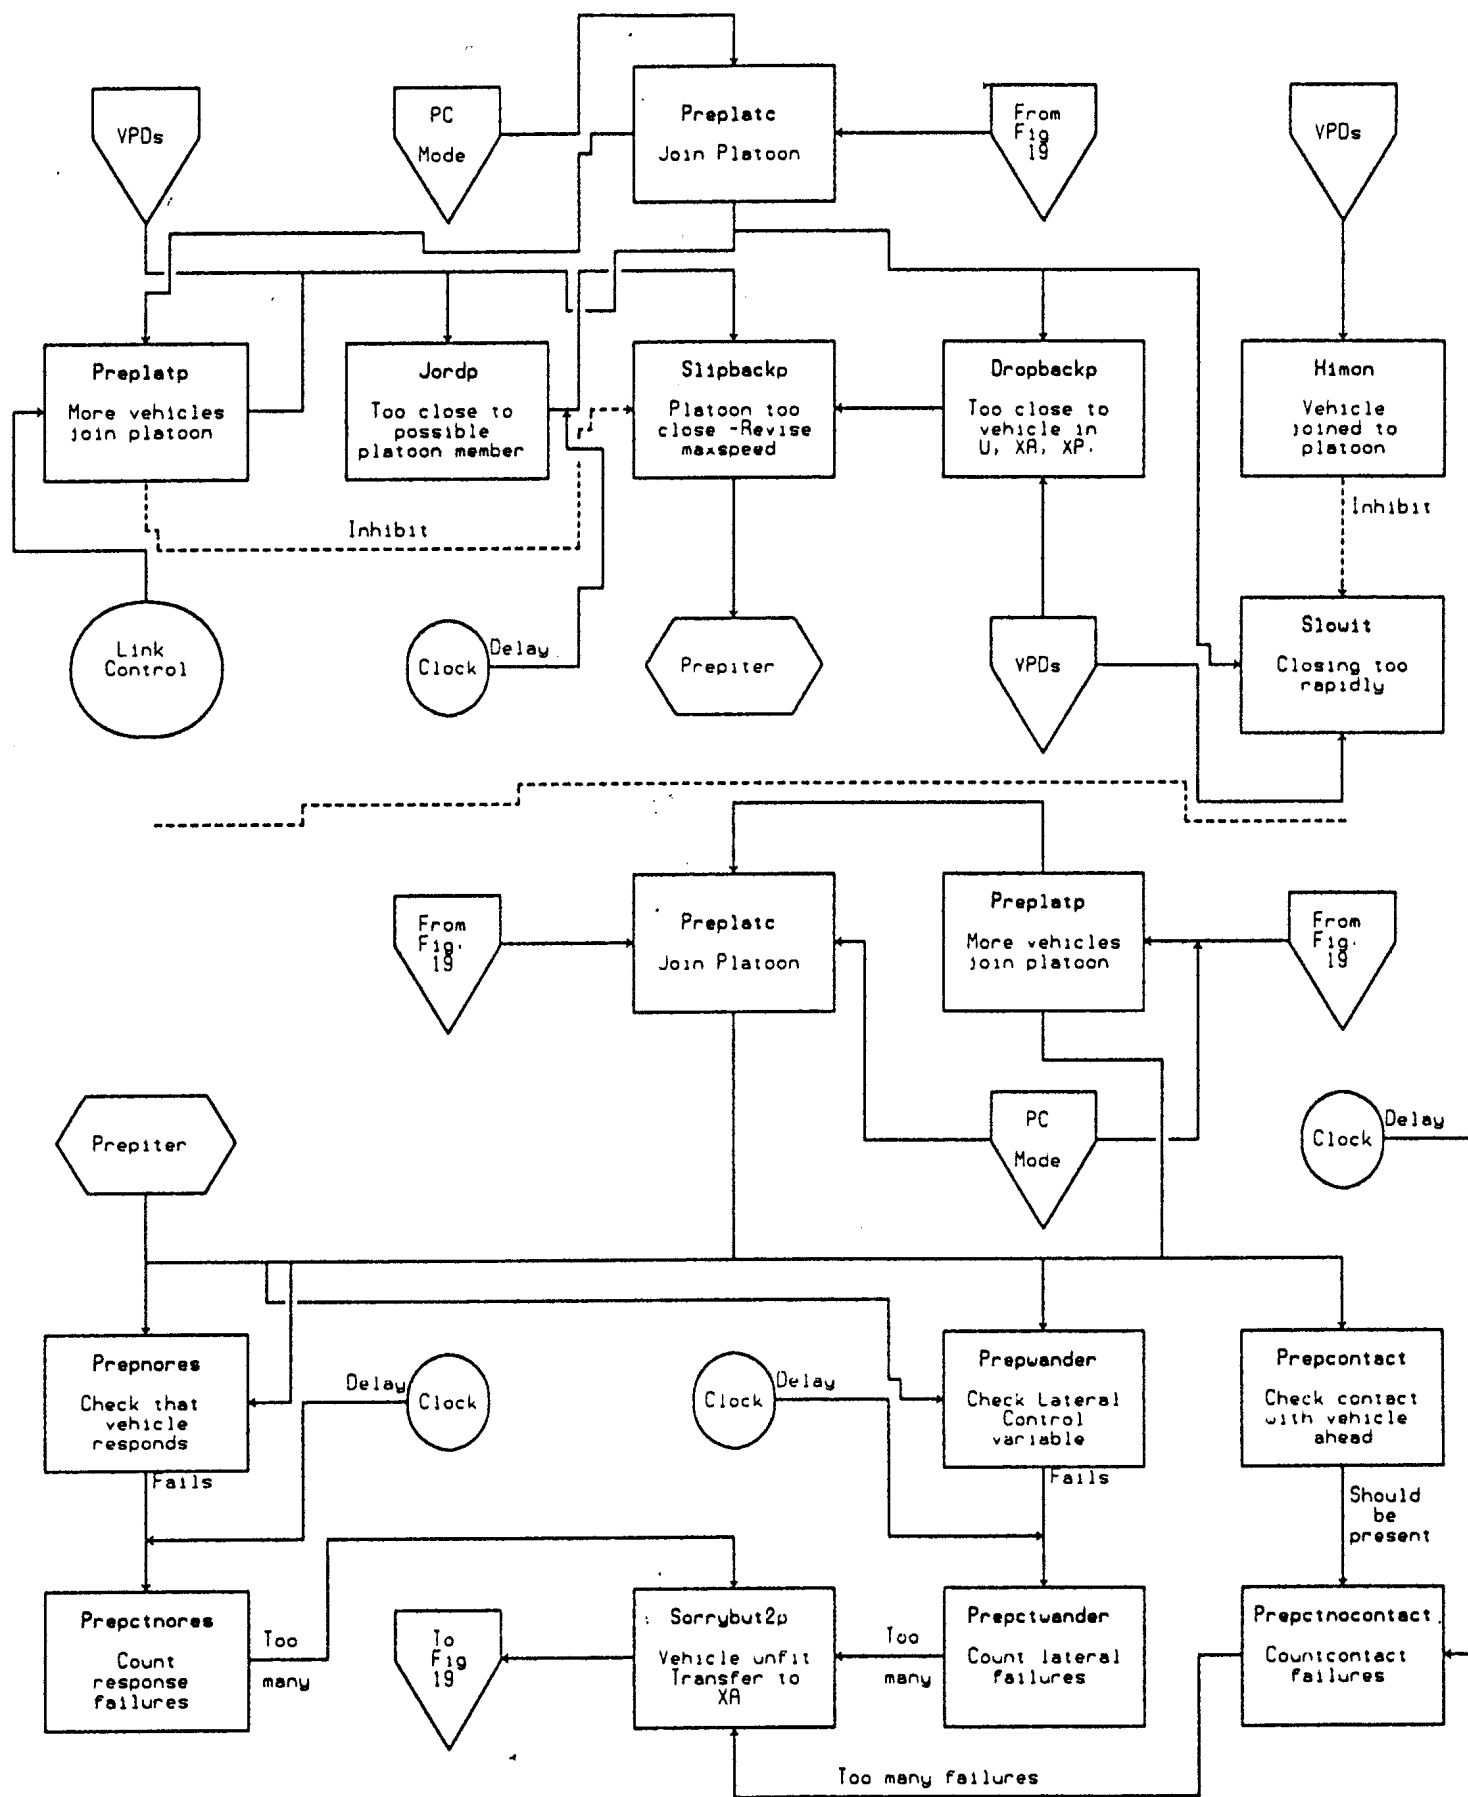 VPDs
PC
Mode
Preplatc
Join Platoon
From
Fig
19
VPDs
Preplatp
More vehicles
join platoon
Jordp
Too close to
possible
platoon member
Slipbackp
Platoon too
close -Revise
maxspeed
Dropbackp
Too close to
vehicle in
U, XA, XP.
Himon
Vehicle
joined to
platoon
Inhibit
Inhibit
Link
Control
Clock
Delay
Prepiter
VPDs
Slowit
Closing too
rapidly
From
Fig.
19
Preplatc
Join Platoon
Preplatp
More vehicles
join platoon
From
Fig.
19
Prepiter
PC
Mode
Clock
Delay
Prepnores
Check that
vehicle
responds
Delay
Clock
Clock
Delay
Prepwander
Check Lateral
Control
variable
Prepcontact
Check contact
with vehicle
ahead
Fails
Fails
Should
be
present
Prepctnores
Count
response
failures
Too
many
To
Fig
19
Sorrybut2p
Vehicle unfit
Transfer to
XA
Too
many
Prepctwander
Count lateral
failures
Prepctnocontact
Countcontact
failures
Too many failures